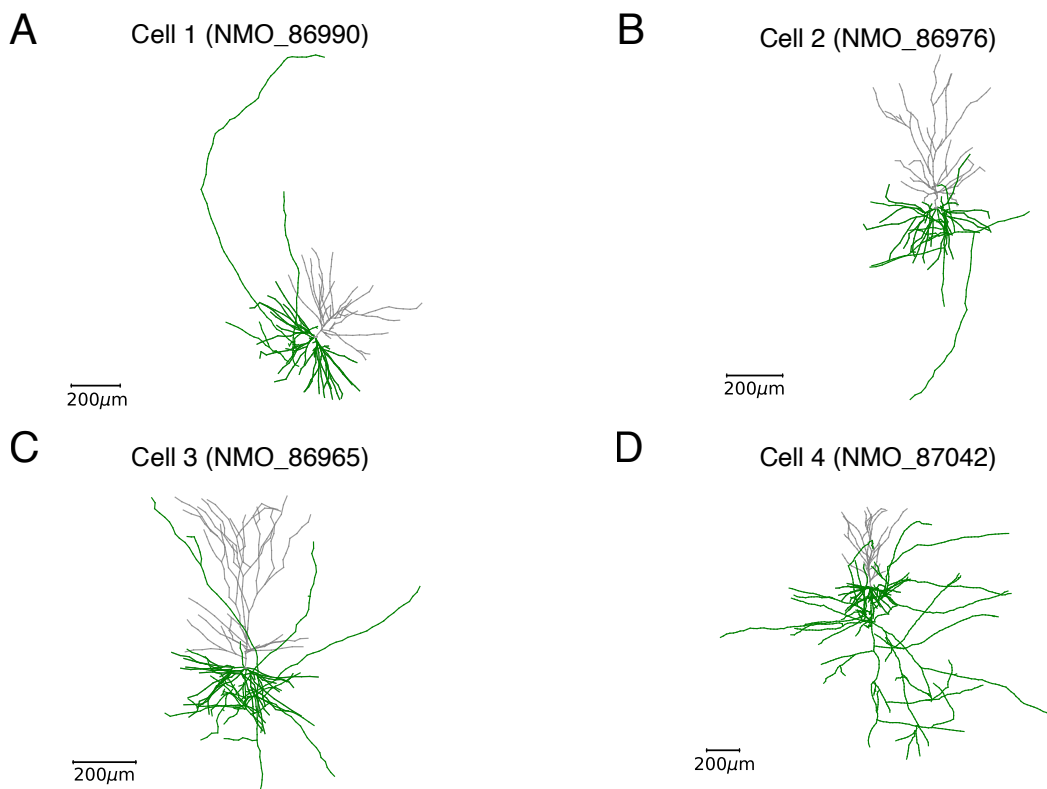 A
Cell 1 (NMO_86990)
200μm
B
Cell 2 (NMO_86976)
200μm
C
Cell 3 (NMO_86965)
200μm
D
Cell 4 (NMO_87042)
200μm